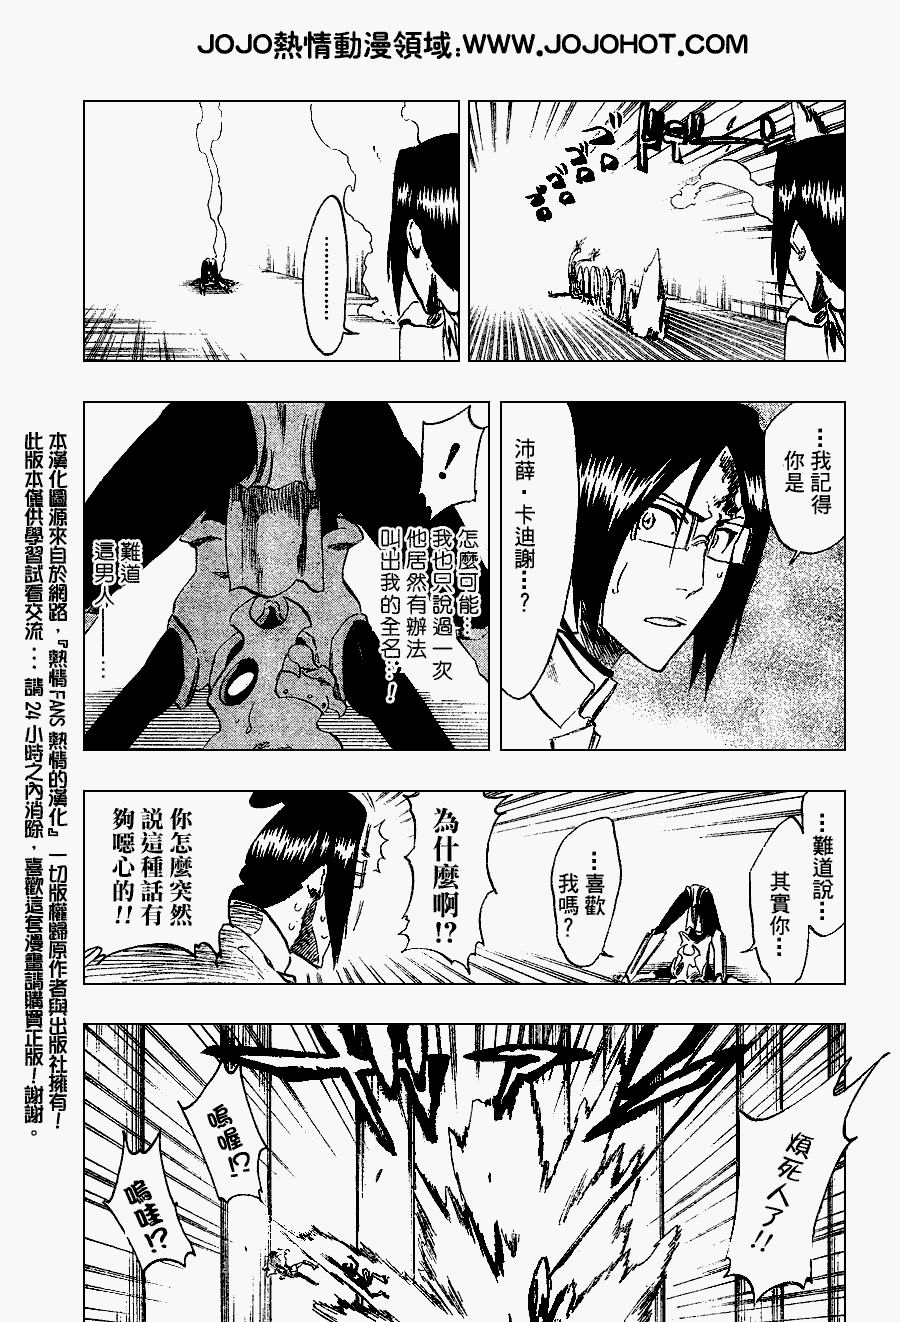 JOJO熱情動漫領域:WWW.JOJOHOT.COM
…………
…我記得
你是
沛薛·卡迪謝…?
!
怎麼可能…
我也只說過一次
他居然有辦法
叫出我的全名…!
難道
這男人………
…難道說…
其實你…
…喜歡
我嗎?
為什麼啊!?
你怎麼突然
說這種話有
夠噁心的!!
煩死人了!!
嗚喔!?
嗚哇!?
本漢化圖源來自於網路,『熱情FANS熱情的漢化』一切版權歸原作者與出版社擁有!
此版本僅供學習試看交流...請24小時之內消除,喜歡這套漫畫請購買正版!謝謝。